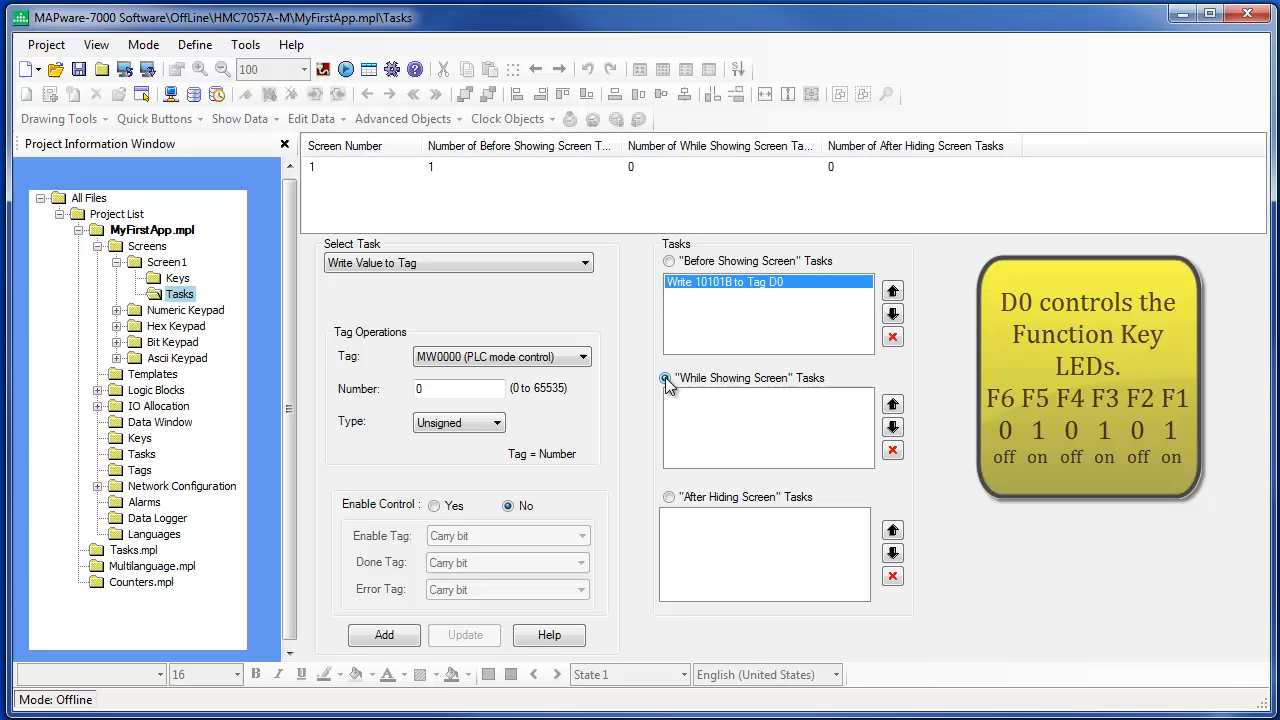 MAPware-7000 Software\OffLine\HMC7057A-M\MyFirstApp.mpl\Tasks
Project View Mode Define Tools Help
100
Drawing Tools Quick Buttons Show Data Edit Data Advanced Objects Clock Objects
Project Information Window
All Files
Project List
MyFirstApp.mpl
Screens
Screen1
Keys
Tasks
Numeric Keypad
Hex Keypad
Bit Keypad
Ascii Keypad
Templates
Logic Blocks
IO Allocation
Data Window
Keys
Tasks
Tags
Network Configuration
Alarms
Data Logger
Languages
Tasks.mpl
Multilanguage.mpl
Counters.mpl
Screen Number Number of Before Showing Screen T... Number of While Showing Screen Ta... Number of After Hiding Screen Tasks
1 1 0 0
Select Task
Write Value to Tag
Tag Operations
Tag: MW0000 (PLC mode control)
Number: 0 (0 to 65535)
Type: Unsigned
Tag = Number
Enable Control : Yes No
Enable Tag: Carry bit
Done Tag: Carry bit
Error Tag: Carry bit
Add Update Help
Tasks
"Before Showing Screen" Tasks
Write 10101B to Tag D0
"While Showing Screen" Tasks
"After Hiding Screen" Tasks
D0 controls the
Function Key
LEDs.
F6 F5 F4 F3 F2 F1
0 1 0 1 0 1
off on off on off on
16 B I U State 1 English (United States)
Mode: Offline